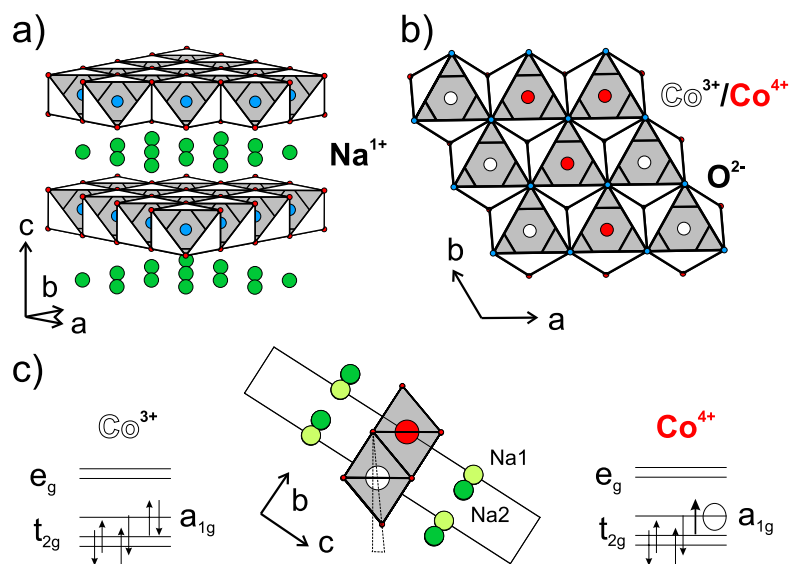 a)
Na1+
c
b
a
b)
Co3+/Co4+
O2-
b
a
c)
Co3+
eg
t2g
a1g
Na1
Na2
b
c
Co4+
eg
t2g
a1g